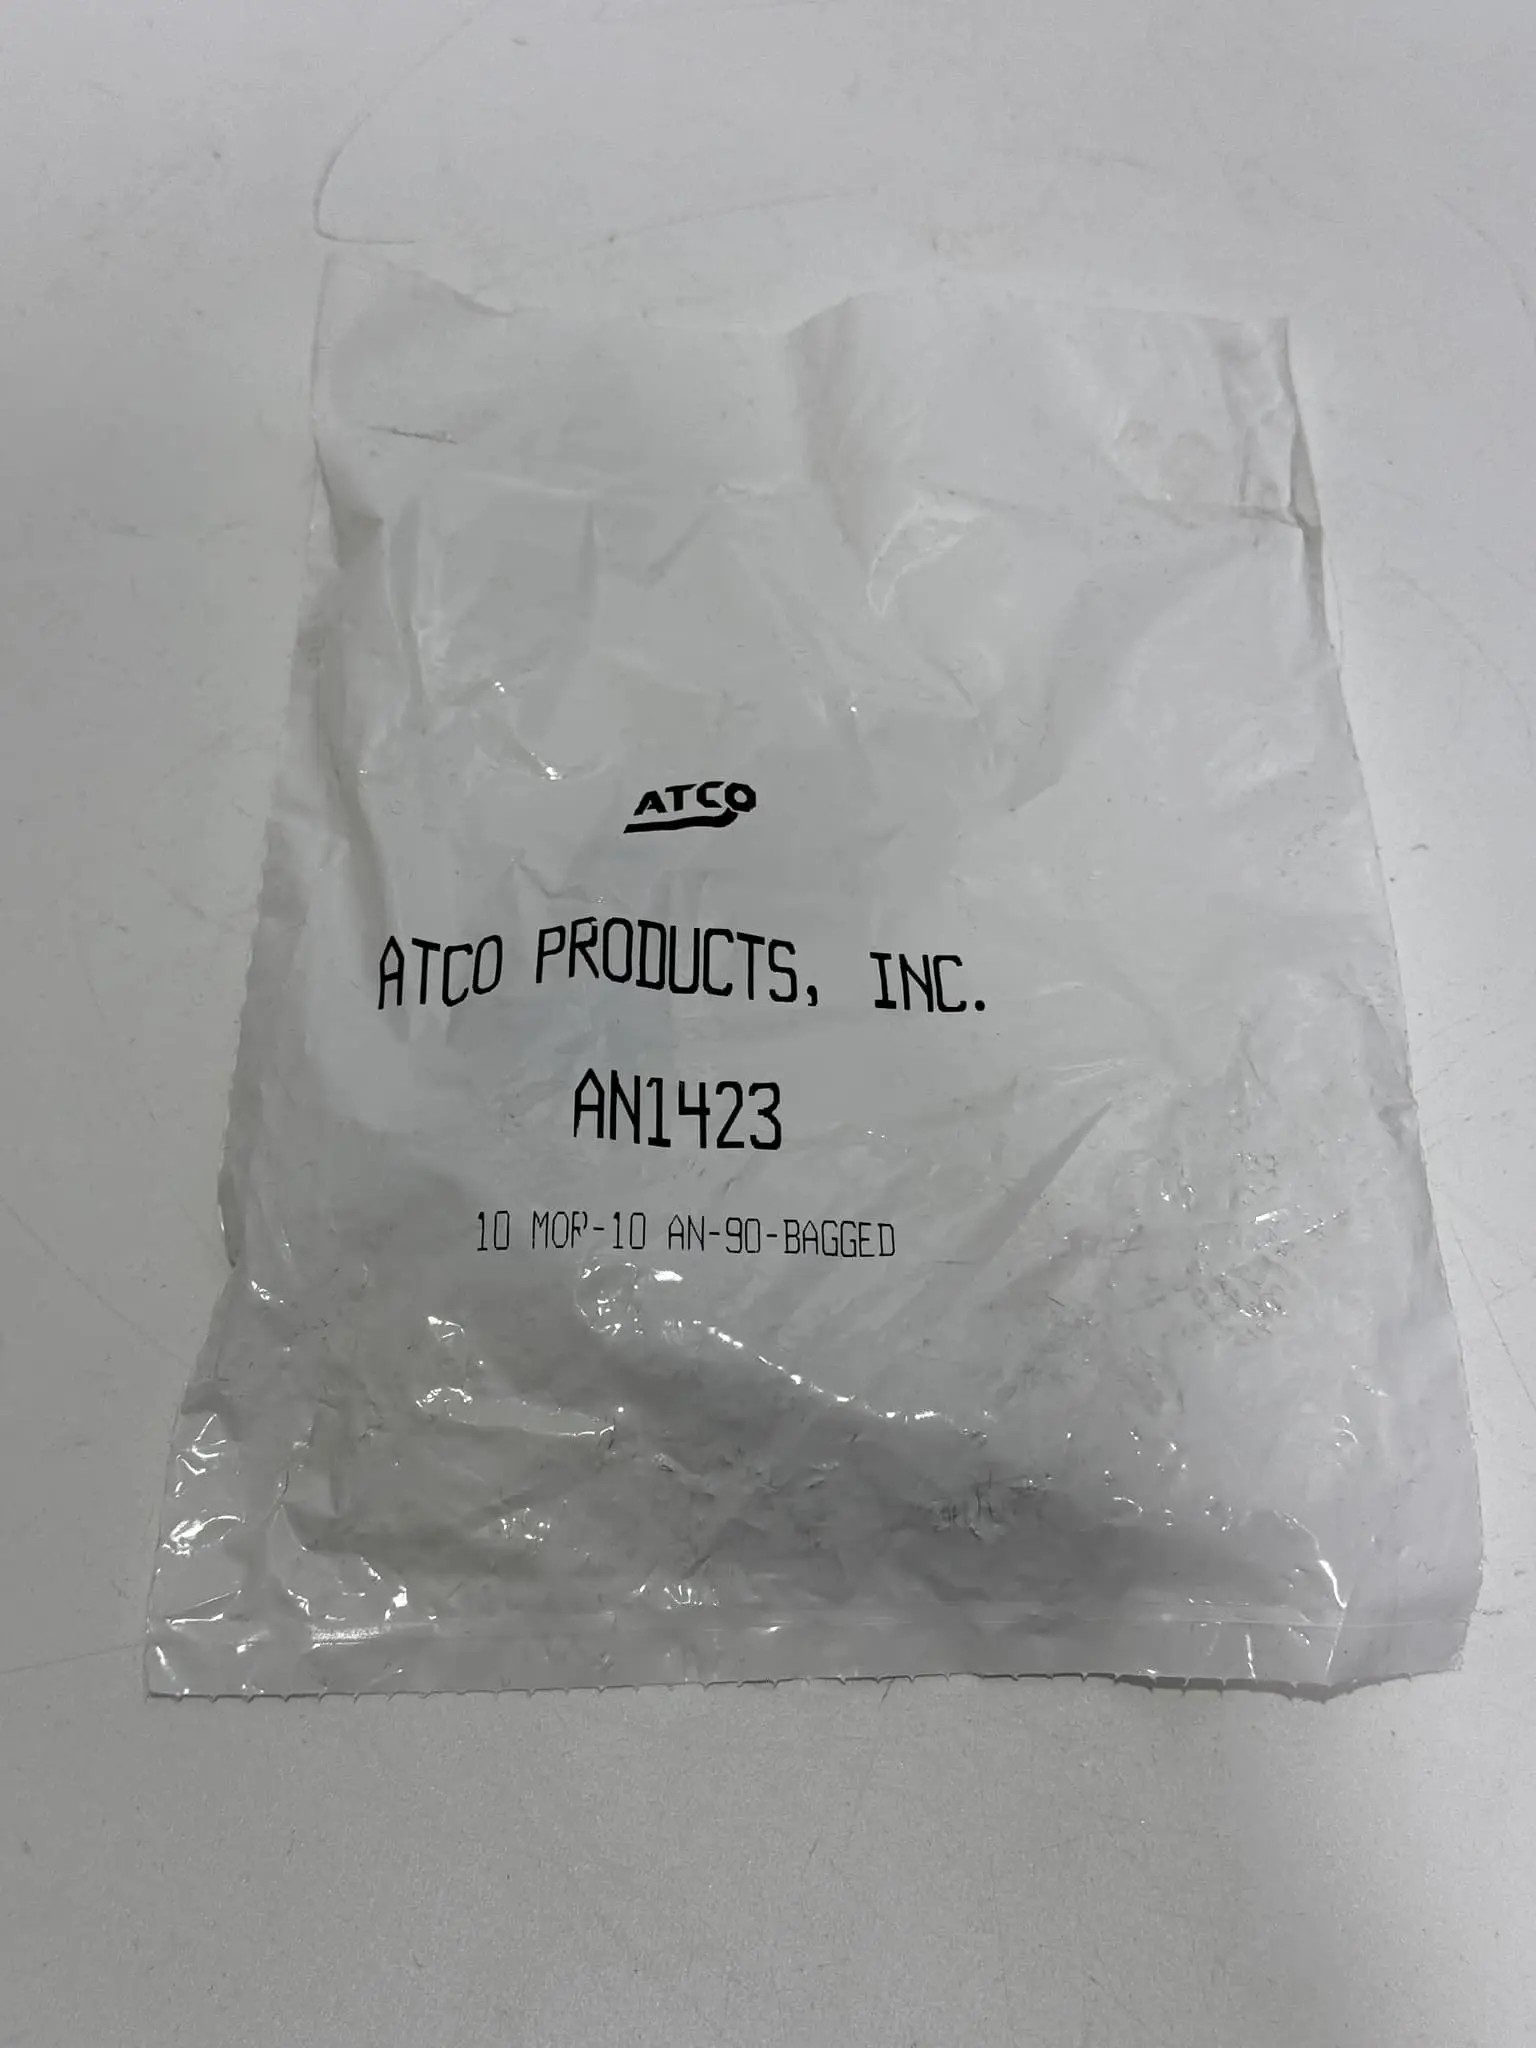 ATCO
ATCO PRODUCTS, INC.
AN1423
10 MOR-10 AN-90-BAGGED